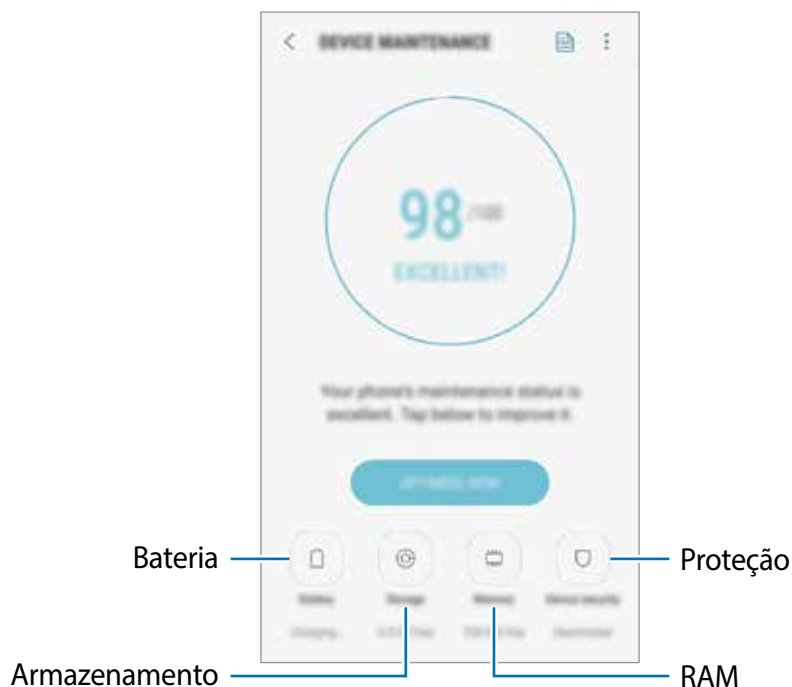 DEVICE MAINTENANCE
98 /100
EXCELLENT!
Your phone's maintenance status is
excellent. Tap below to improve it.
OPTIMISE NOW
Bateria
Proteção
Battery
Storage
Memory
Device security
Charging...
Armazenamento
RAM